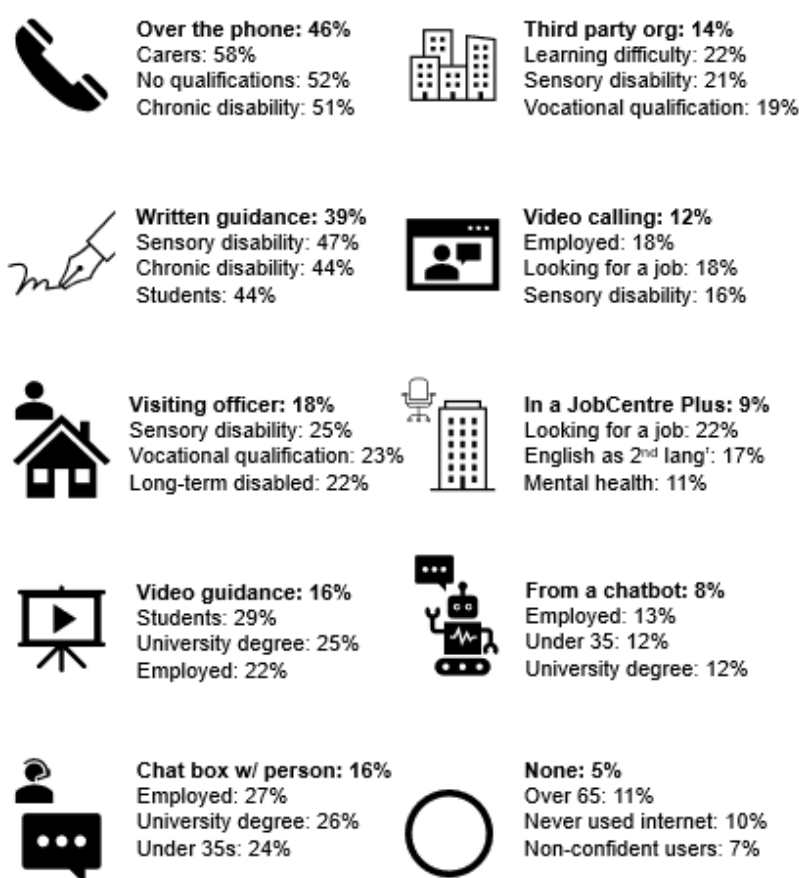 Over the phone: 46%
Carers: 58%
No qualifications: 52%
Chronic disability: 51%
Third party org: 14%
Learning difficulty: 22%
Sensory disability: 21%
Vocational qualification: 19%
Written guidance: 39%
Sensory disability: 47%
Chronic disability: 44%
Students: 44%
Video calling: 12%
Employed: 18%
Looking for a job: 18%
Sensory disability: 16%
Visiting officer: 18%
Sensory disability: 25%
Vocational qualification: 23%
Long-term disabled: 22%
In a JobCentre Plus: 9%
Looking for a job: 22%
English as 2nd lang': 17%
Mental health: 11%
Video guidance: 16%
Students: 29%
University degree: 25%
Employed: 22%
From a chatbot: 8%
Employed: 13%
Under 35: 12%
University degree: 12%
Chat box w/ person: 16%
Employed: 27%
University degree: 26%
Under 35s: 24%
None: 5%
Over 65: 11%
Never used internet: 10%
Non-confident users: 7%